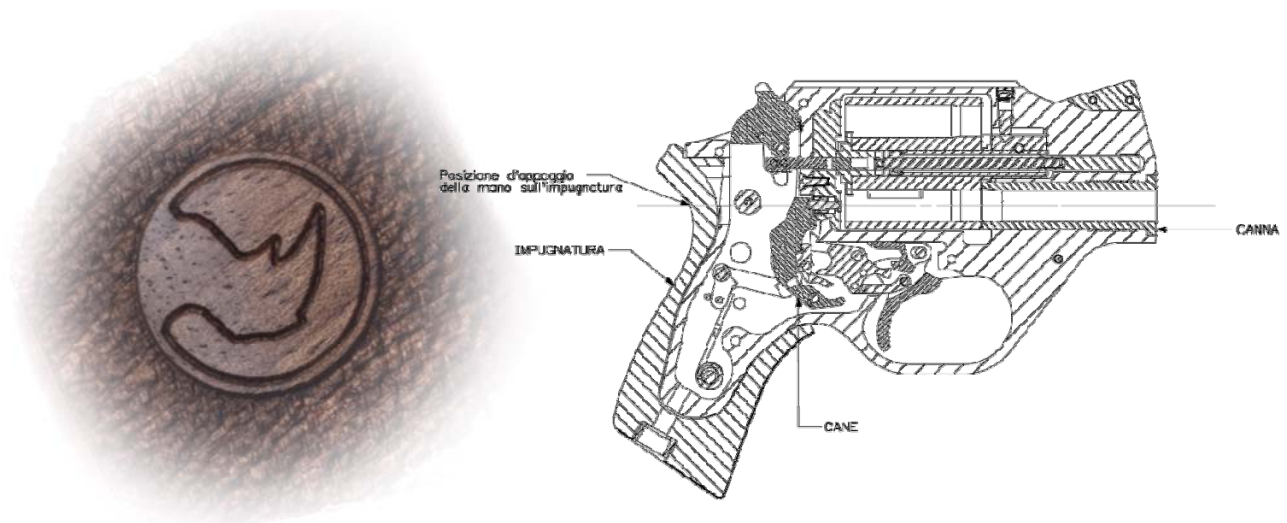 Posizione d'appoggio
della mano sull'impugnatura
IMPUGNATURA
CANNA
CANE